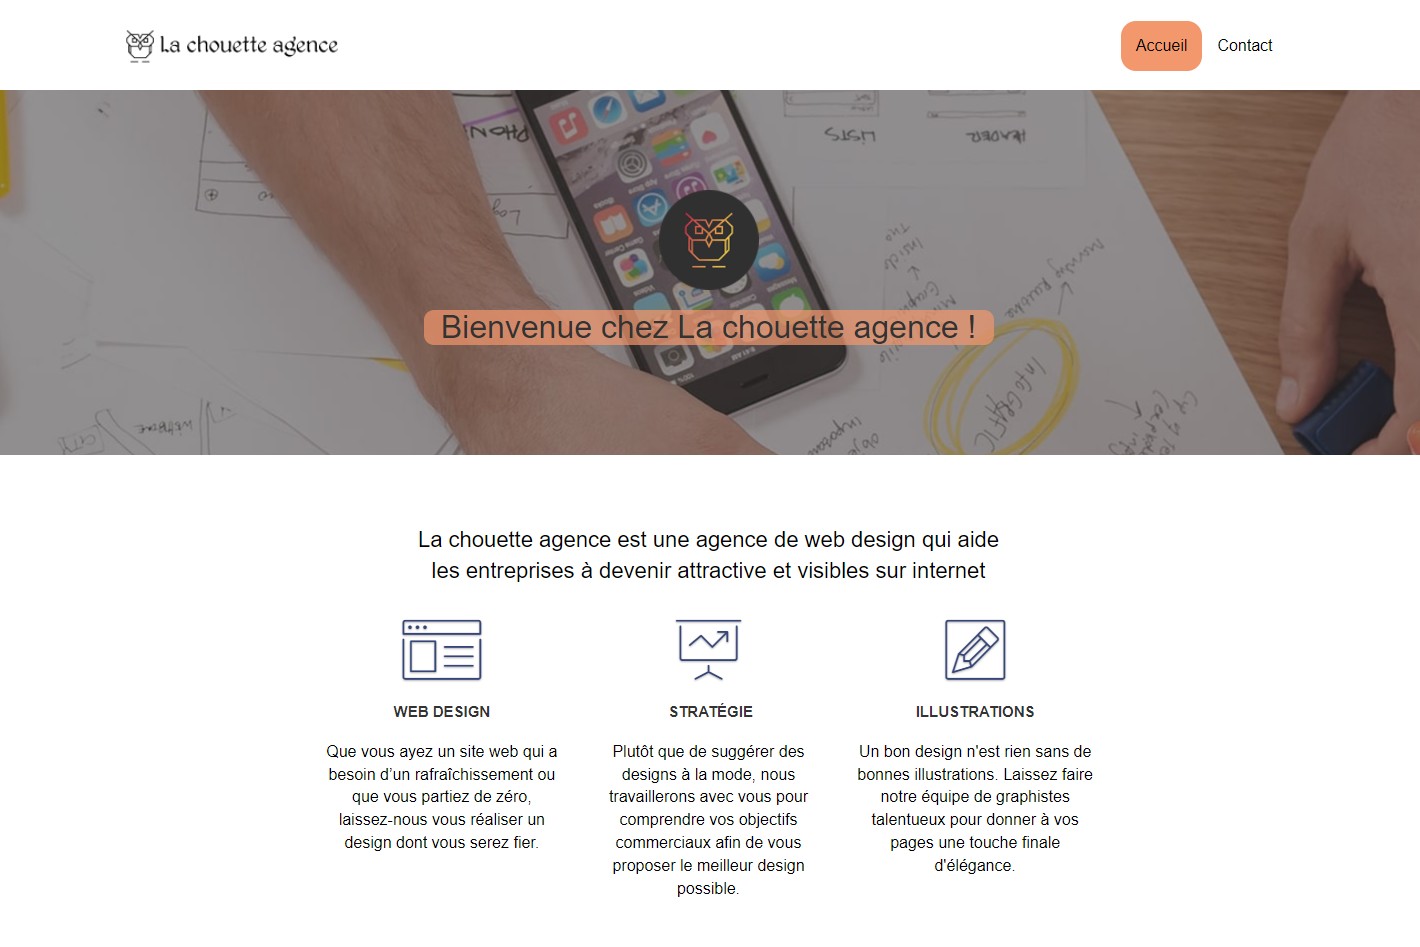 La chouette agence
Accueil
Contact
LISTS
HEADER
Bienvenue chez La chouette agence !
La chouette agence est une agence de web design qui aide
les entreprises à devenir attractive et visibles sur internet
WEB DESIGN
Que vous ayez un site web qui a
besoin d’un rafraîchissement ou
que vous partiez de zéro,
laissez-nous vous réaliser un
design dont vous serez fier.
STRATÉGIE
Plutôt que de suggérer des
designs à la mode, nous
travaillerons avec vous pour
comprendre vos objectifs
commerciaux afin de vous
proposer le meilleur design
possible.
ILLUSTRATIONS
Un bon design n'est rien sans de
bonnes illustrations. Laissez faire
notre équipe de graphistes
talentueux pour donner à vos
pages une touche finale
d'élégance.